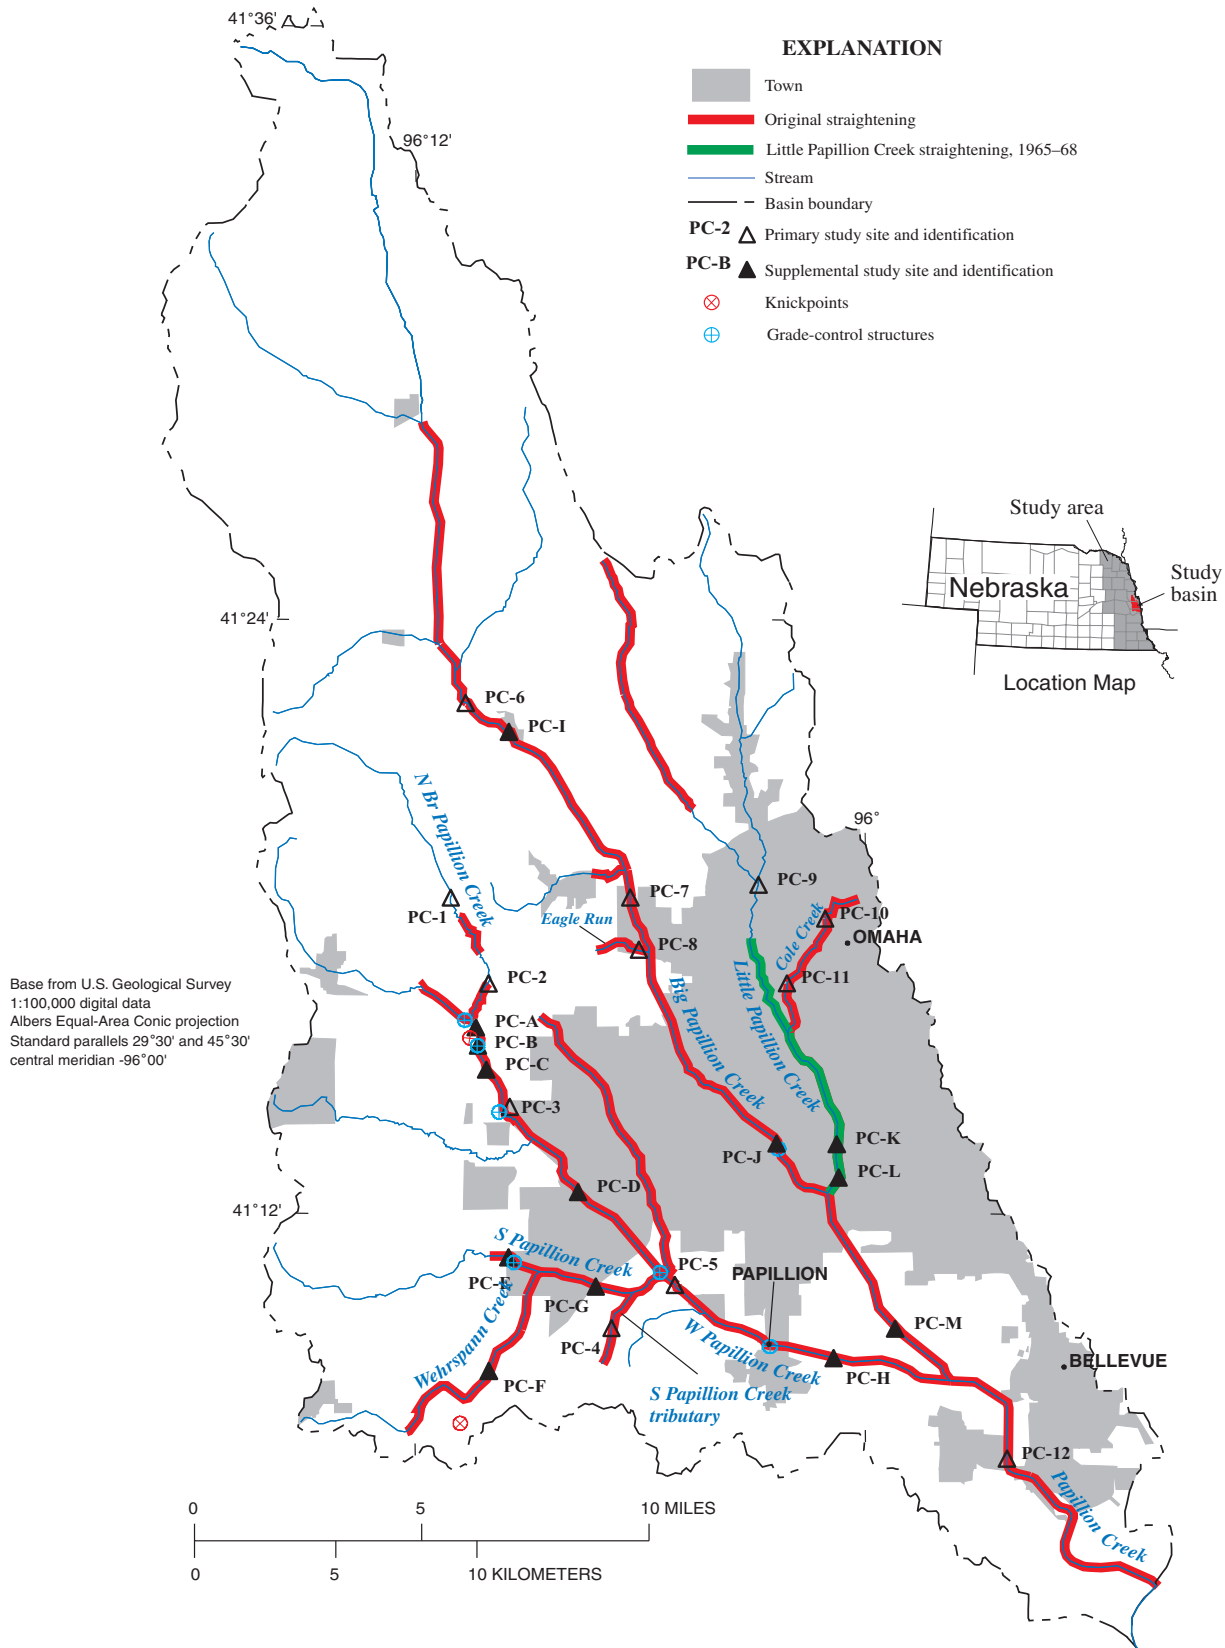 41°36'
EXPLANATION
Town
Original straightening
Little Papillion Creek straightening, 1965–68
Stream
Basin boundary
PC-2
Primary study site and identification
PC-B
Supplemental study site and identification
Knickpoints
Grade-control structures
96°12'
Study area
Study
basin
Nebraska
Location Map
41°24'
PC-6
PC-I
N Br Papillion Creek
96°
PC-9
PC-7
PC-1
Eagle Run
Cole Creek
PC-10
OMAHA
PC-8
PC-2
PC-11
Big Papillion Creek
Little Papillion Creek
Base from U.S. Geological Survey
1:100,000 digital data
Albers Equal-Area Conic projection
Standard parallels 29°30' and 45°30'
central meridian -96°00'
PC-A
PC-B
PC-C
PC-3
PC-J
PC-K
PC-L
PC-D
41°12'
S Papillion Creek
PC-5
PAPILLION
PC-E
PC-G
Wehrspann Creek
PC-4
W Papillion Creek
PC-M
PC-H
BELLEVUE
PC-F
S Papillion Creek
tributary
PC-12
Papillion Creek
0 5 10 MILES
0 5 10 KILOMETERS